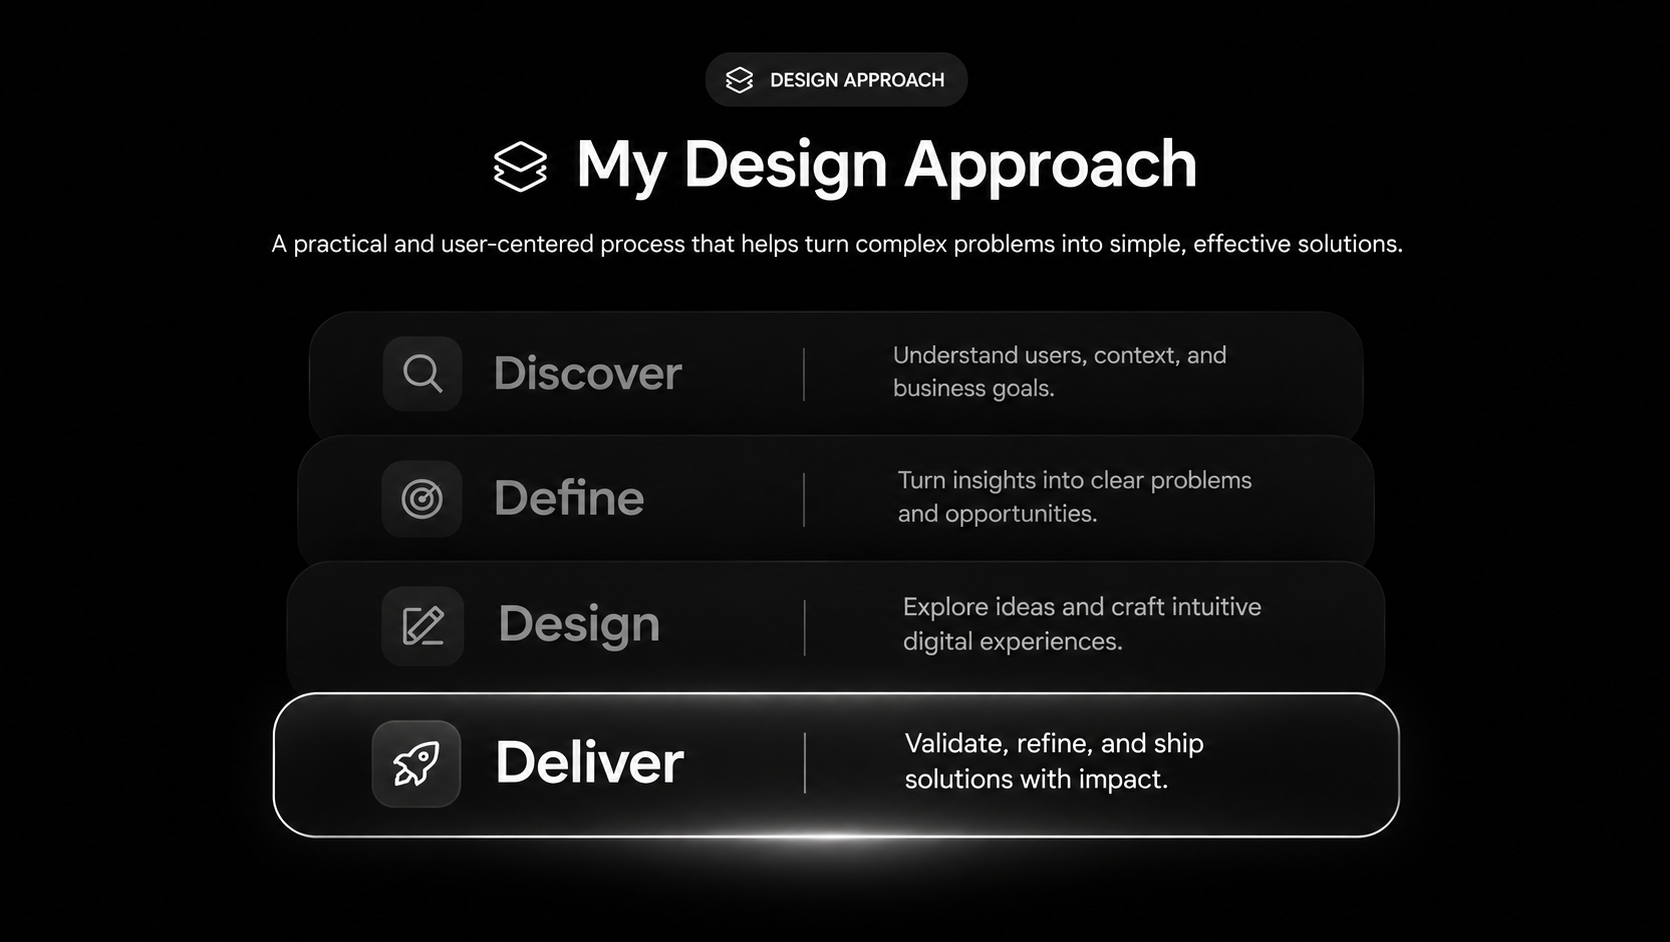 DESIGN APPROACH
My Design Approach
A practical and user-centered process that helps turn complex problems into simple, effective solutions.
Discover
Understand users, context, and
business goals.
Define
Turn insights into clear problems
and opportunities.
Design
Explore ideas and craft intuitive
digital experiences.
Deliver
Validate, refine, and ship
solutions with impact.